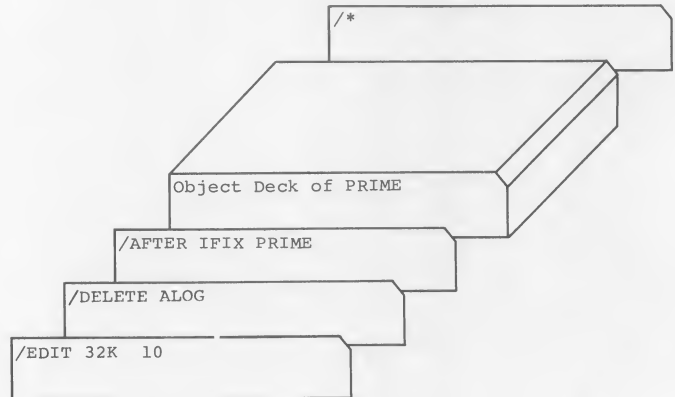 /*
Object Deck of PRIME
/AFTER IFIX PRIME
/DELETE ALOG
/EDIT 32K 10